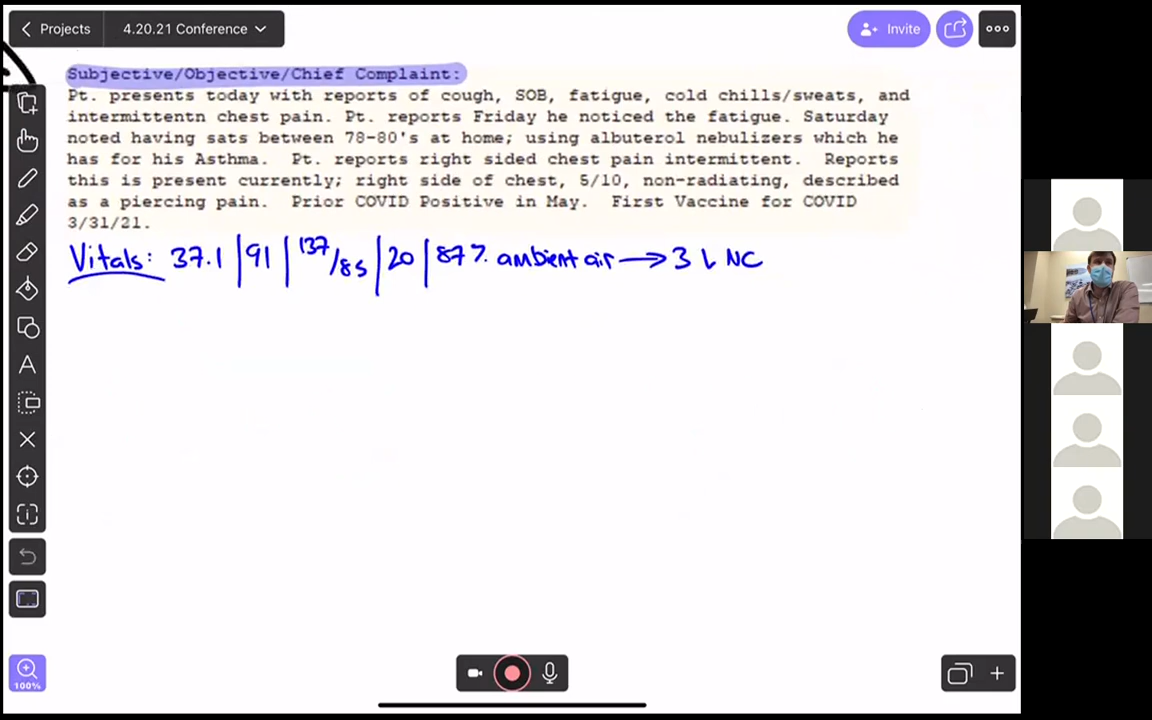 Projects
4.20.21 Conference
Invite
Subjective/Objective/Chief Complaint:
Pt. presents today with reports of cough, SOB, fatigue, cold chills/sweats, and
intermittentn chest pain. Pt. reports Friday he noticed the fatigue. Saturday
noted having sats between 78-80's at home; using albuterol nebulizers which he
has for his Asthma. Pt. reports right sided chest pain intermittent. Reports
this is present currently; right side of chest, 5/10, non-radiating, described
as a piercing pain. Prior COVID Positive in May. First Vaccine for COVID
3/31/21.
Vitals: 37.1 | 91 | 137/85 | 20 | 87% ambient air → 3 L NC
A
100%